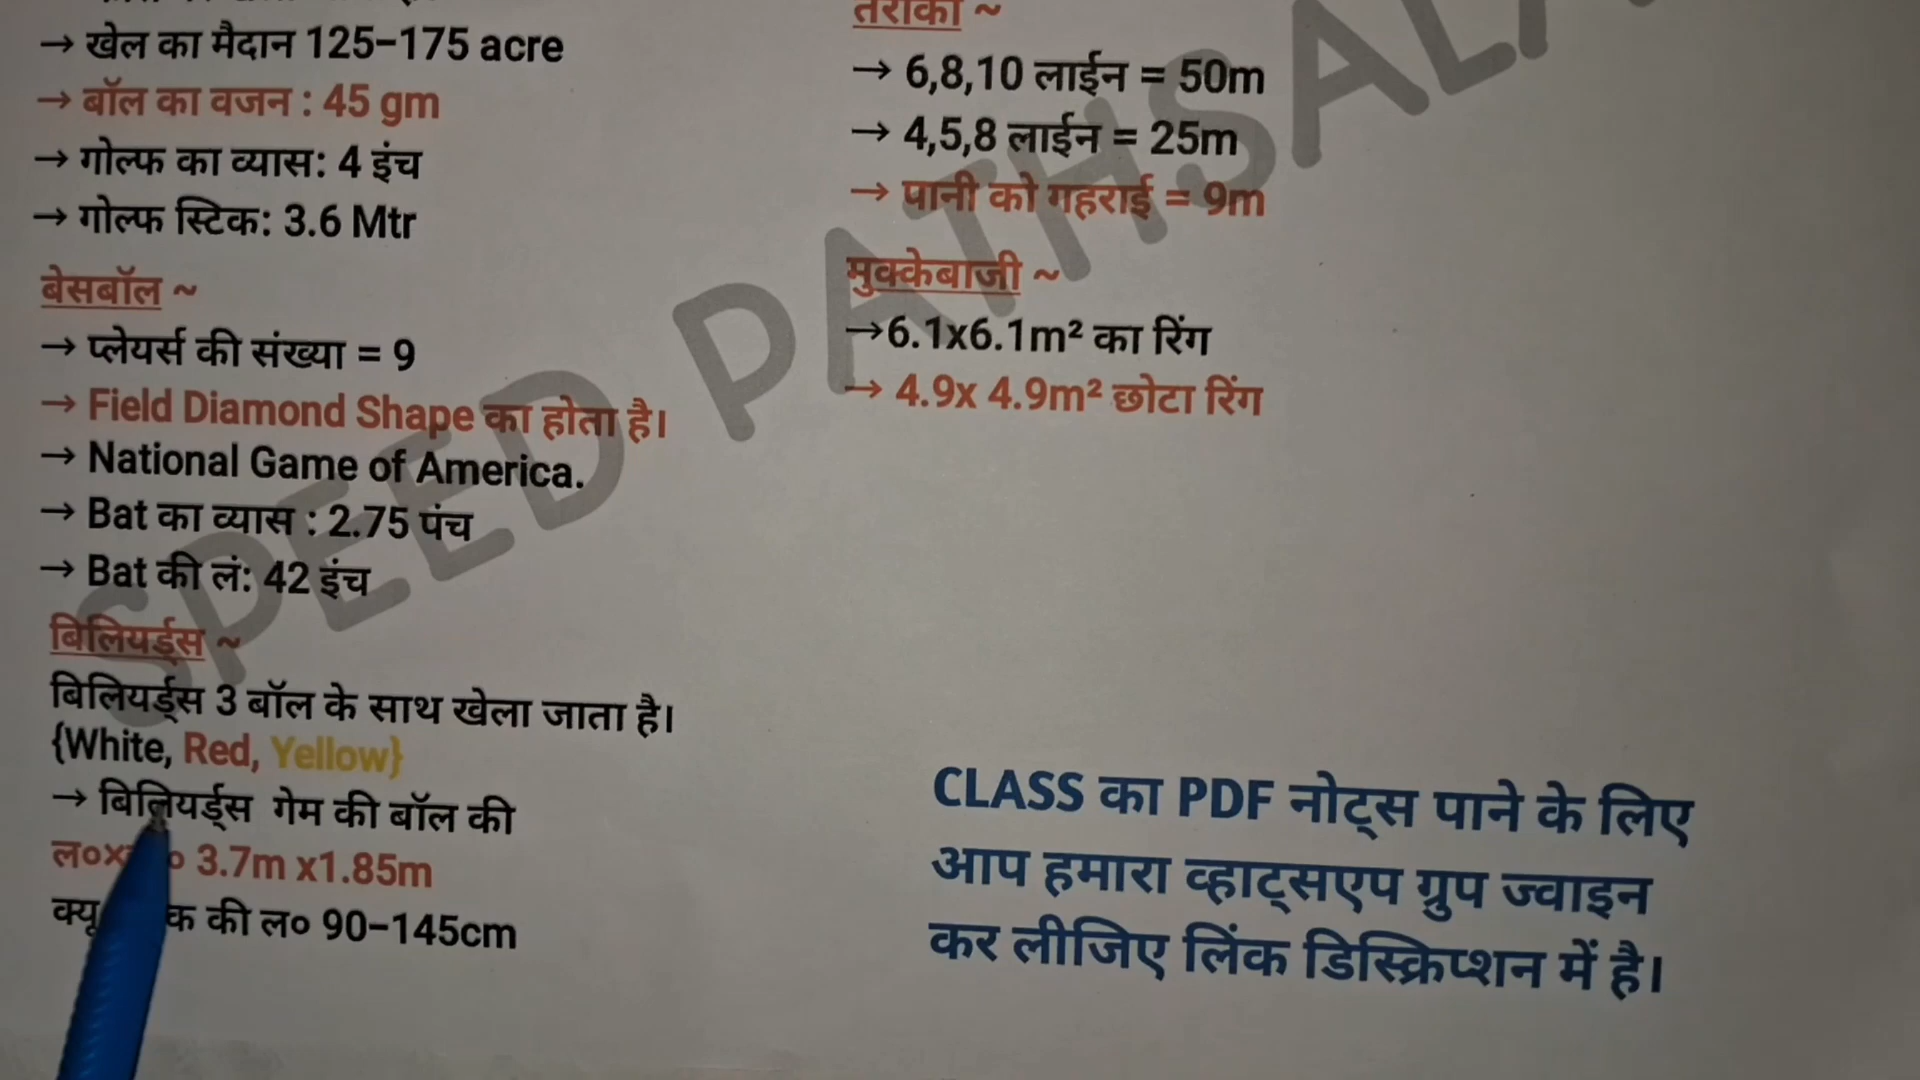 → खेल का मैदान 125–175 acre
→ बॉल का वजन : 45 gm
→ गोल्फ का व्यास: 4 इंच
→ गोल्फ स्टिक: 3.6 Mtr
बेसबॉल ~
→ प्लेयर्स की संख्या = 9
→ Field Diamond Shape का होता है।
→ National Game of America.
→ Bat का व्यास : 2.75 पंच
→ Bat की लं: 42 इंच
बिलियर्ड्स ~
बिलियर्ड्स 3 बॉल के साथ खेला जाता है।
{White, Red, Yellow}
→ बिलियर्ड्स गेम की बॉल की
3.7m x1.85m
की ल० 90–145cm
तराकी ~
→ 6,8,10 लाईन = 50m
→ 4,5,8 लाईन = 25m
→ पानी को गहराई = 9m
मुक्केबाजी ~
→6.1x6.1m² का रिंग
→ 4.9x 4.9m² छोटा रिंग
CLASS का PDF नोट्स पाने के लिए
आप हमारा व्हाट्सएप ग्रुप ज्वाइन
कर लीजिए लिंक डिस्क्रिप्शन में है।
SPEED PATHSALA